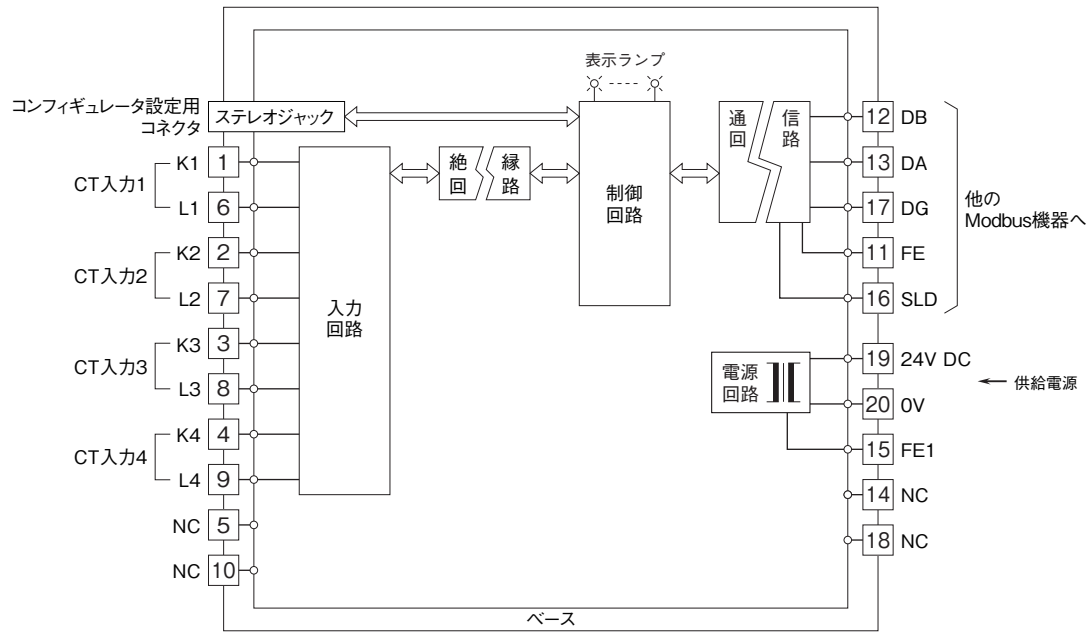 表示ランプ
コンフィギュレータ設定用
コネクタ
ステレオジャック
CT入力1
K1 1
L1 6
CT入力2
K2 2
L2 7
CT入力3
K3 3
L3 8
CT入力4
K4 4
L4 9
NC 5
NC 10
入力
回路
絶縁
回路
制御
回路
通信
回路
12 DB
13 DA
17 DG
11 FE
16 SLD
他の
Modbus機器へ
電源
回路
19 24V DC
20 0V
供給電源
15 FE1
14 NC
18 NC
ベース